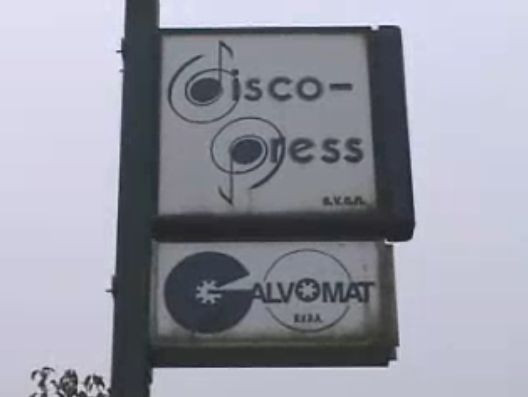 disco-
press
B.V.B.A.
GALVOMAT
B.V.B.A.